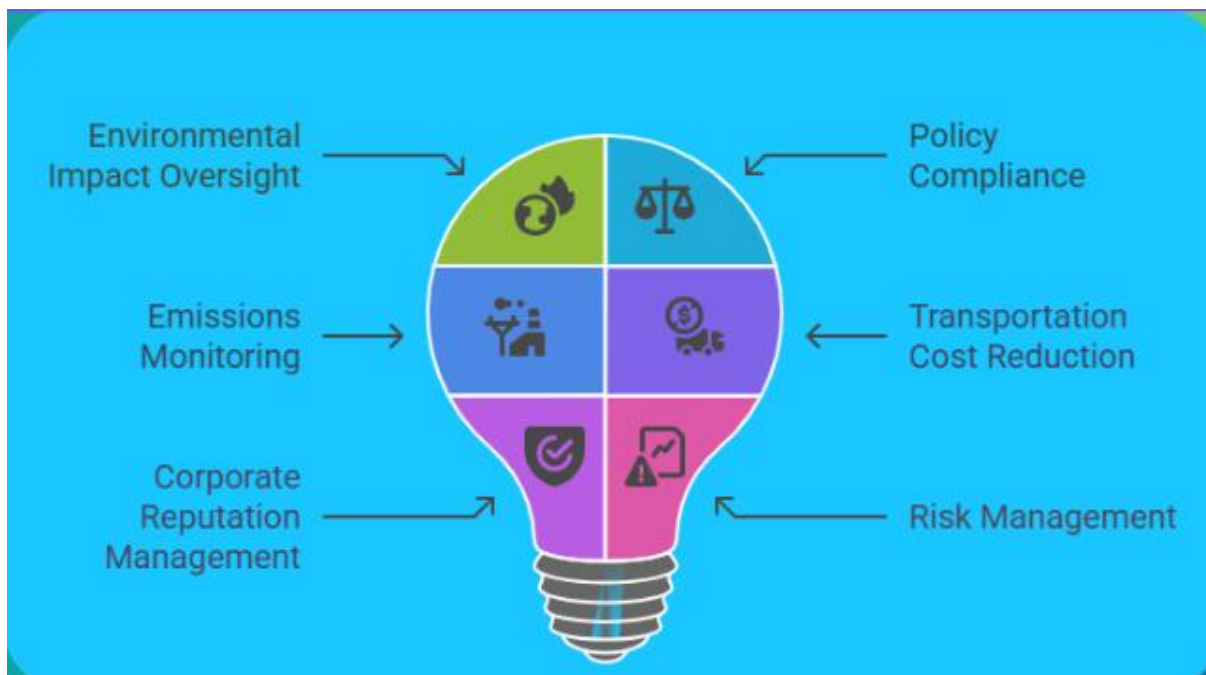 Environmental
Impact Oversight
Policy
Compliance
Emissions
Monitoring
Transportation
Cost Reduction
Corporate
Reputation
Management
Risk Management